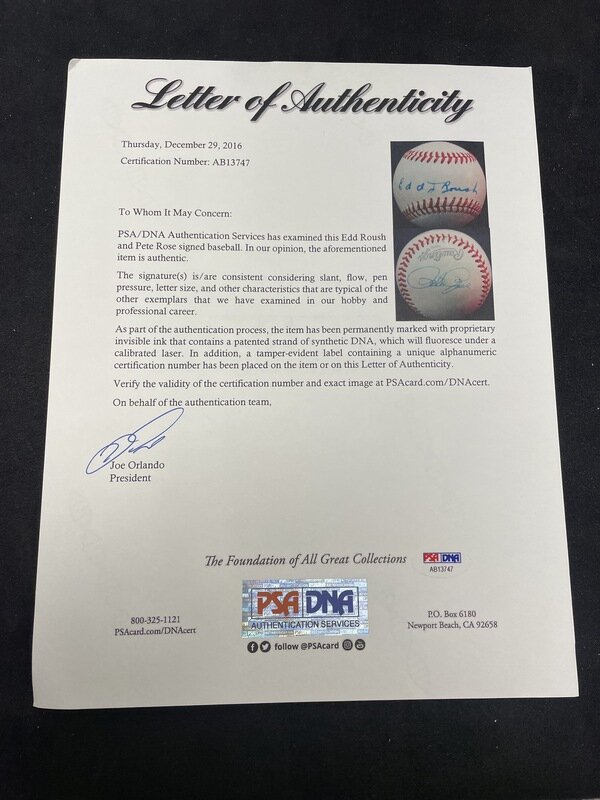 Letter of Authenticity
Thursday, December 29, 2016
Certification Number: AB13747
Edd J Roush
Rawlings
To Whom It May Concern:
PSA/DNA Authentication Services has examined this Edd Roush
and Pete Rose signed baseball. In our opinion, the aforementioned
item is authentic.
The signature(s) is/are consistent considering slant, flow, pen
pressure, letter size, and other characteristics that are typical of the
other exemplars that we have examined in our hobby and
professional career.
As part of the authentication process, the item has been permanently marked with proprietary
invisible ink that contains a patented strand of synthetic DNA, which will fluoresce under a
calibrated laser. In addition, a tamper-evident label containing a unique alphanumeric
certification number has been placed on the item or on this Letter of Authenticity.
Verify the validity of the certification number and exact image at PSAcard.com/DNAcert.
On behalf of the authentication team,
Joe Orlando
President
The Foundation of All Great Collections
PSA DNA
AB13747
PSA DNA
AUTHENTICATION SERVICES
follow @PSAcard
800-325-1121
PSAcard.com/DNAcert
P.O. Box 6180
Newport Beach, CA 92658